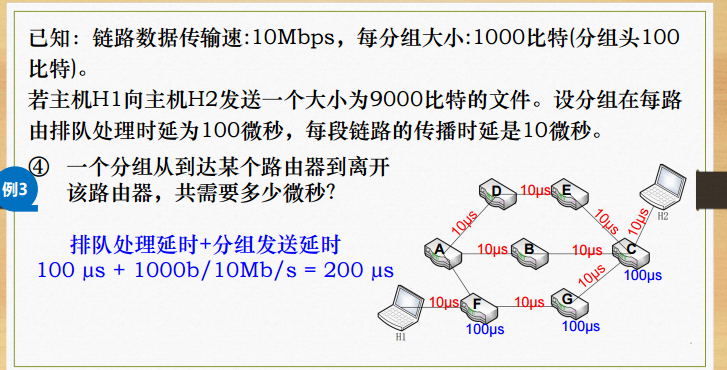 已知：链路数据传输速:10Mbps，每分组大小:1000比特(分组头100
比特)。
若主机H1向主机H2发送一个大小为9000比特的文件。设分组在每路
由排队处理时延为100微秒，每段链路的传播时延是10微秒。
④ 一个分组从到达某个路由器到离开
该路由器，共需要多少微秒？
例3
排队处理延时+分组发送延时
100 μs + 1000b/10Mb/s = 200 μs
D 10μs E
10μs 10μs 10μs H2
A 10μs B 10μs C
10μs 100μs
10μs F 10μs G
H1 100μs 100μs